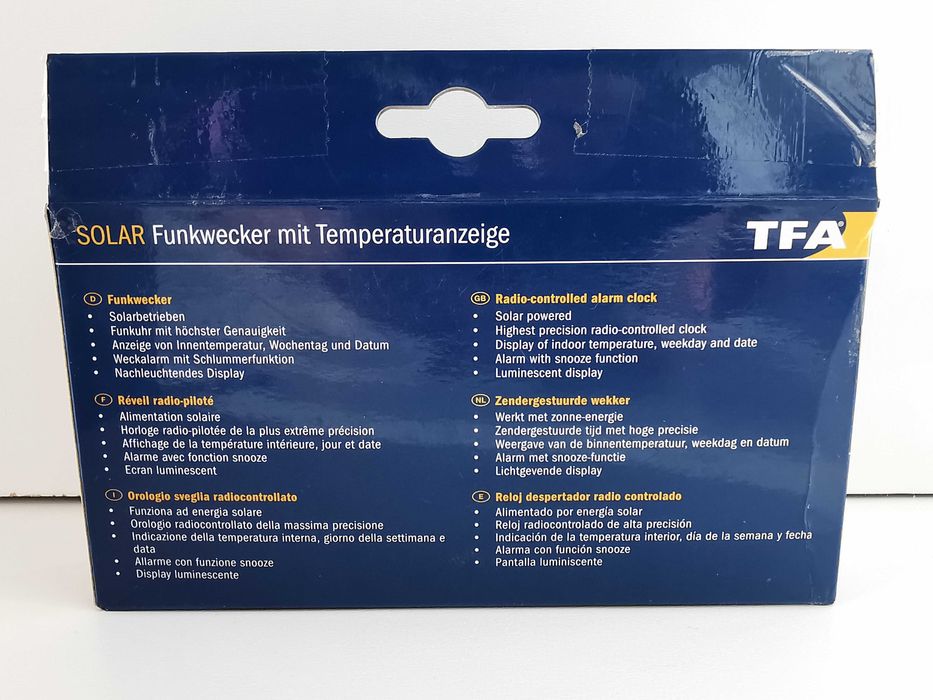 SOLAR Funkwecker mit Temperaturanzeige
TFA®
D Funkwecker
• Solarbetrieben
• Funkuhr mit höchster Genauigkeit
• Anzeige von Innentemperatur, Wochentag und Datum
• Weckalarm mit Schlummerfunktion
• Nachleuchtendes Display
F Réveil radio-piloté
• Alimentation solaire
• Horloge radio-pilotée de la plus extrême précision
• Affichage de la température intérieure, jour et date
• Alarme avec fonction snooze
• Ecran luminescent
I Orologio sveglia radiocontrollato
• Funziona ad energia solare
• Orologio radiocontrollato della massima precisione
• Indicazione della temperatura interna, giorno della settimana e
data
• Allarme con funzione snooze
• Display luminescente
GB Radio-controlled alarm clock
• Solar powered
• Highest precision radio-controlled clock
• Display of indoor temperature, weekday and date
• Alarm with snooze function
• Luminescent display
NL Zendergestuurde wekker
• Werkt met zonne-energie
• Zendergestuurde tijd met hoge precisie
• Weergave van de binnentemperatuur, weekdag en datum
• Alarm met snooze-functie
• Lichtgevende display
E Reloj despertador radio controlado
• Alimentado por energía solar
• Reloj radiocontrolado de alta precisión
• Indicación de la temperatura interior, día de la semana y fecha
• Alarma con función snooze
• Pantalla luminiscente